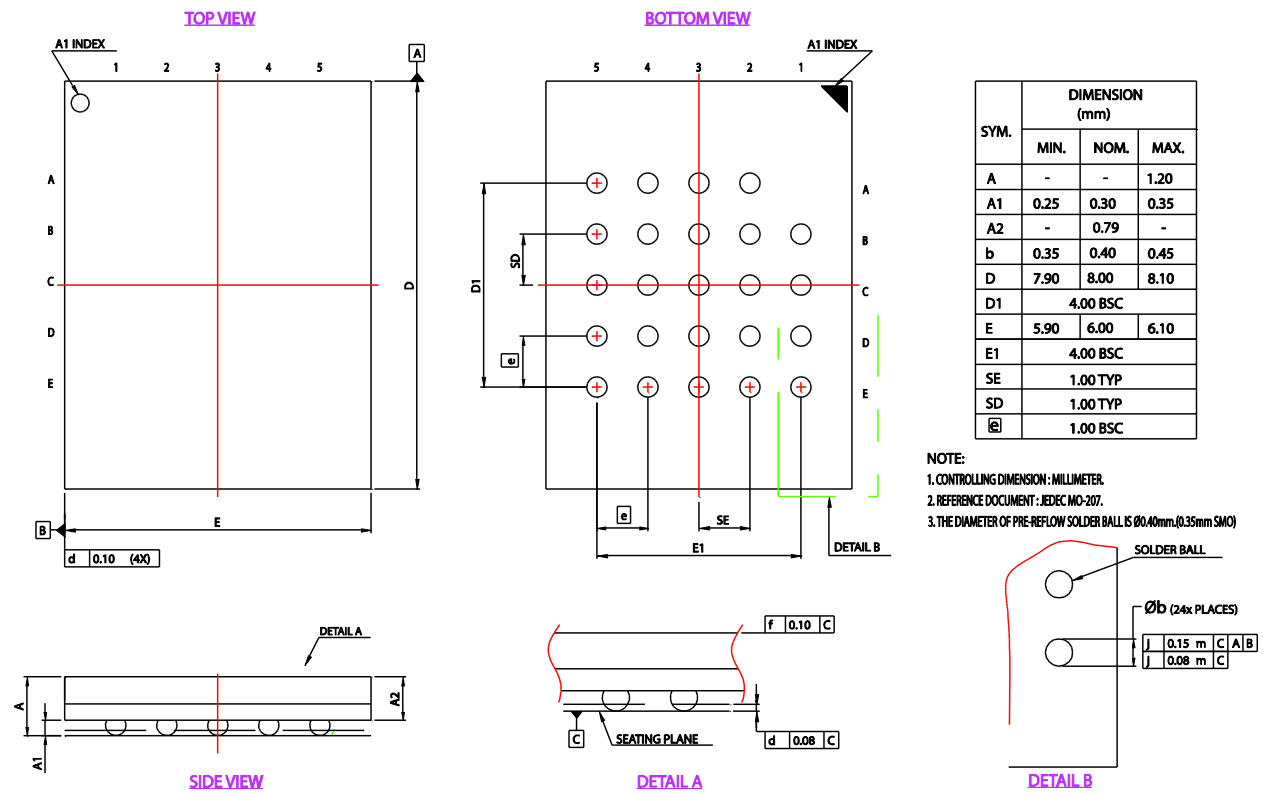 TOP VIEW
A1 INDEX
1 2 3 4 5
A
A
B
C
D
E
D
B
E
d 0.10 (4X)
BOTTOM VIEW
A1 INDEX
5 4 3 2 1
A
B
C
D
E
D1
SD
e
e
SE
E1
DETAIL B
SYM.
DIMENSION
(mm)
MIN. NOM. MAX.
A - - 1.20
A1 0.25 0.30 0.35
A2 - 0.79 -
b 0.35 0.40 0.45
D 7.90 8.00 8.10
D1 4.00 BSC
E 5.90 6.00 6.10
E1 4.00 BSC
SE 1.00 TYP
SD 1.00 TYP
e 1.00 BSC
NOTE:
1. CONTROLLING DIMENSION : MILLIMETER.
2. REFERENCE DOCUMENT : JEDEC MO-207.
3. THE DIAMETER OF PRE-REFLOW SOLDER BALL IS Ø0.40mm.(0.35mm SMO)
DETAIL A
A
A1
A2
SIDE VIEW
f 0.10 C
C
SEATING PLANE
d 0.08 C
DETAIL A
SOLDER BALL
Øb (24x PLACES)
J 0.15 m C A B
J 0.08 m C
DETAIL B